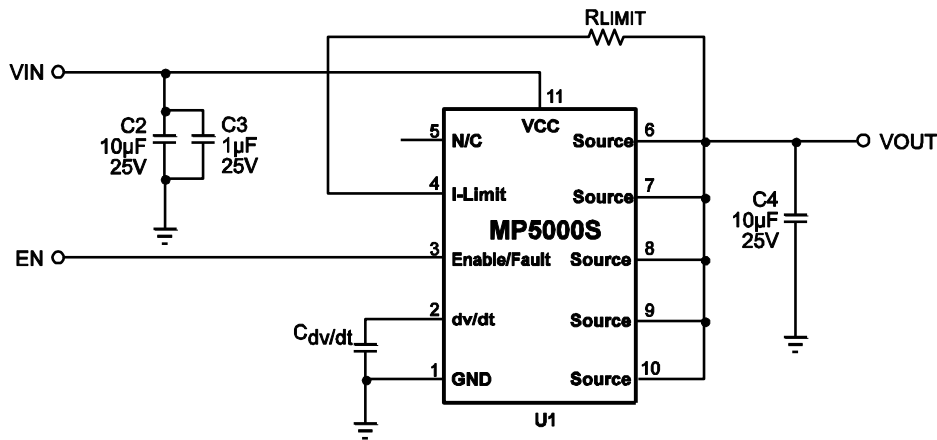 RLIMIT
VIN
C2
10µF
25V
C3
1µF
25V
11
VCC
5
N/C
Source
6
VOUT
4
I-Limit
Source
7
MP5000S
C4
10µF
25V
EN
3
Enable/Fault
Source
8
2
dv/dt
Source
9
Cdv/dt
1
GND
Source
10
U1